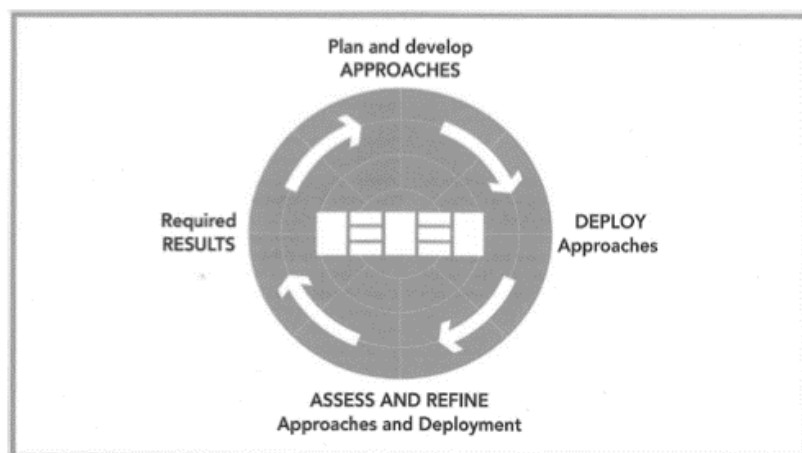 Plan and develop
APPROACHES
Required
RESULTS
DEPLOY
Approaches
ASSESS AND REFINE
Approaches and Deployment